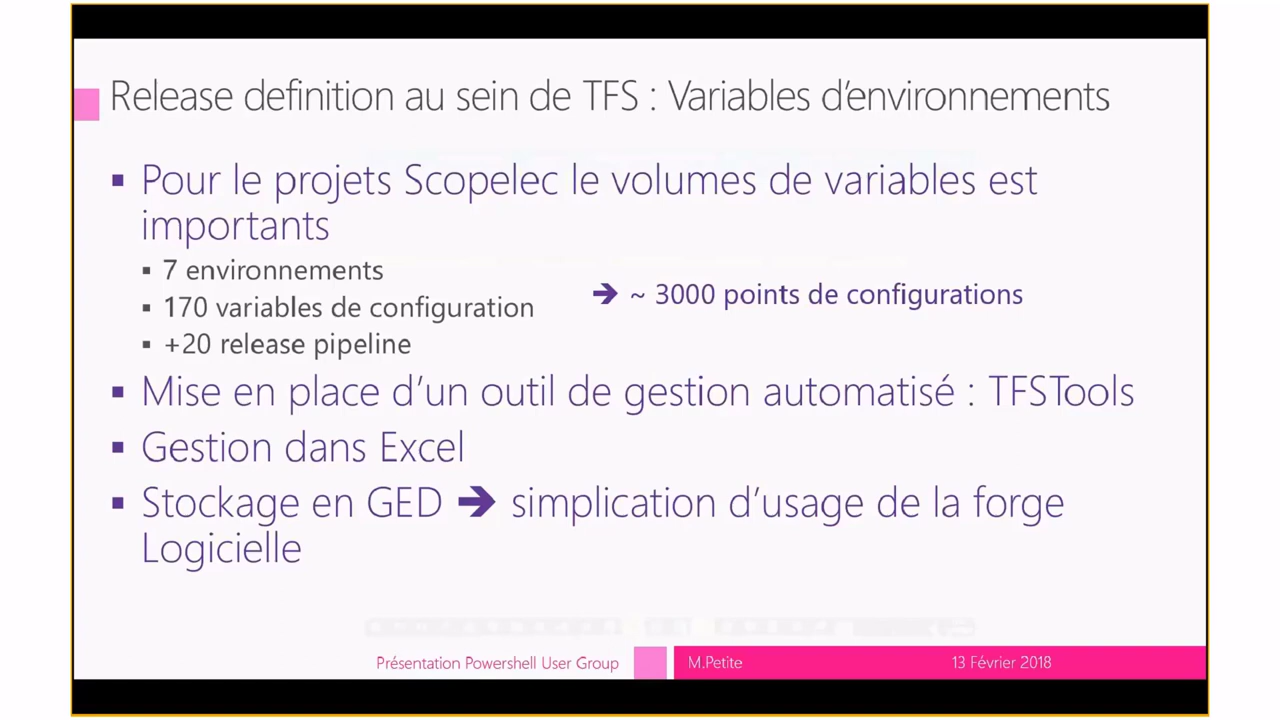 Release definition au sein de TFS : Variables d'environnements
▪ Pour le projets Scopelec le volumes de variables est
importants
▪ 7 environnements
▪ 170 variables de configuration
➔ ~ 3000 points de configurations
▪ +20 release pipeline
▪ Mise en place d'un outil de gestion automatisé : TFSTools
▪ Gestion dans Excel
▪ Stockage en GED ➔ simplication d'usage de la forge
Logicielle
Présentation Powershell User Group
M.Petite
13 Février 2018